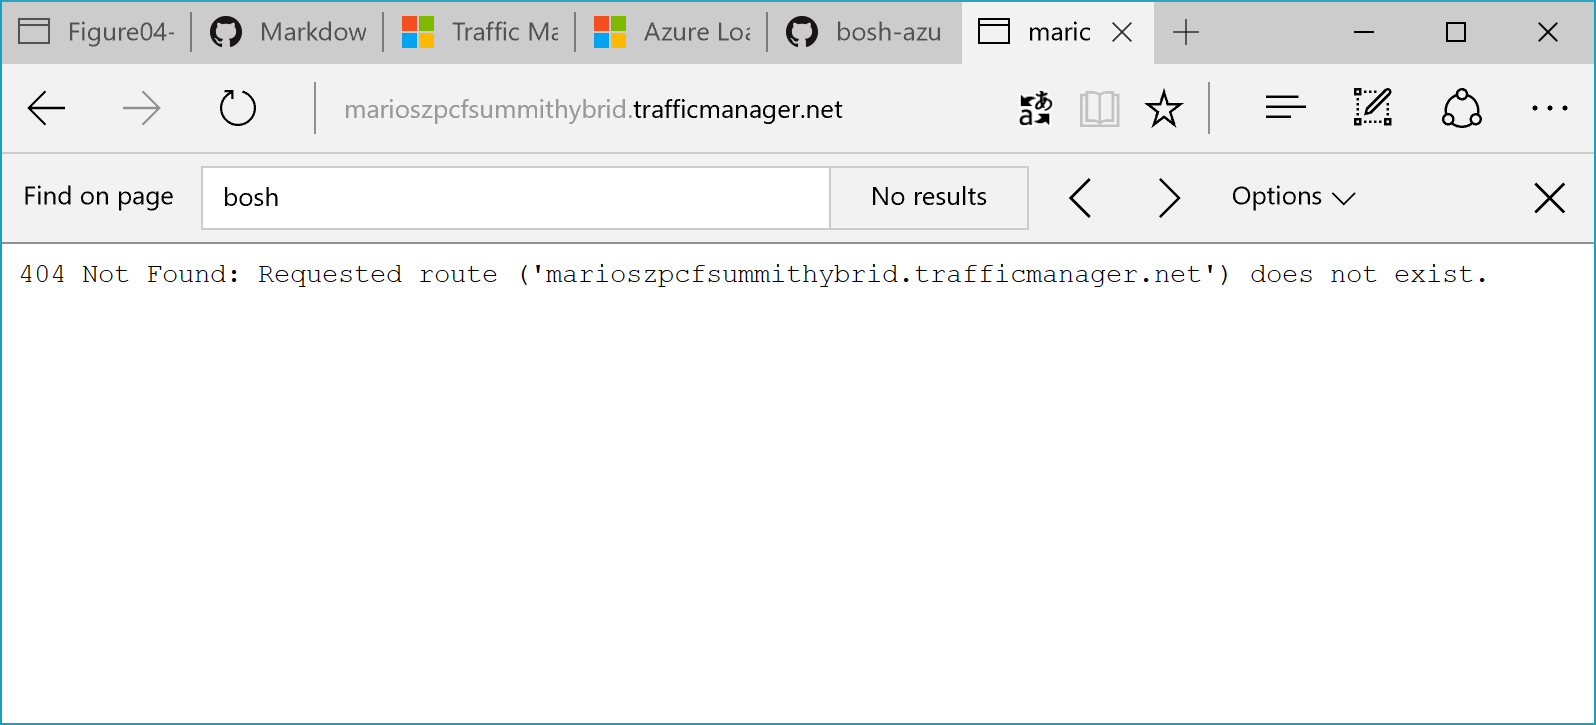 Figure04- Markdow Traffic Ma Azure Loa bosh-azu maric
marioszpcfsummithybrid.trafficmanager.net
Find on page bosh No results Options
404 Not Found: Requested route ('marioszpcfsummithybrid.trafficmanager.net') does not exist.